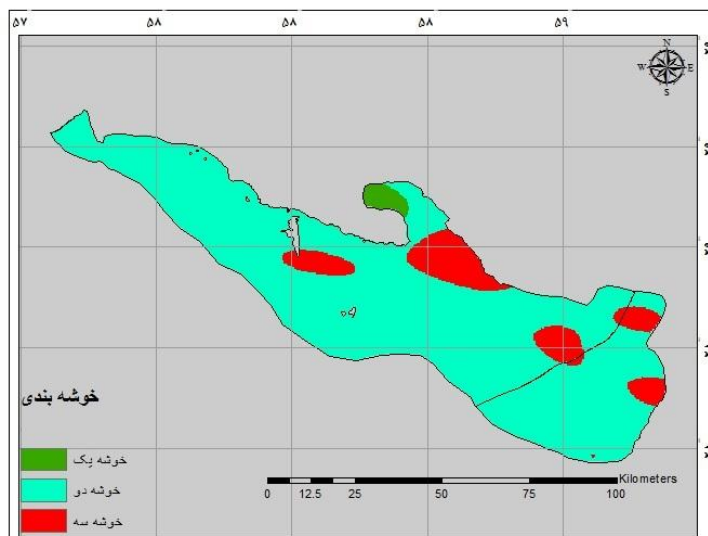 ۵۷ ۵۸ ۵۸ ۵۸ ۵۹
N
W E
S
خوشه بندی
خوشه یک
خوشه دو
خوشه سه
Kilometers
0 12.5 25 50 75 100